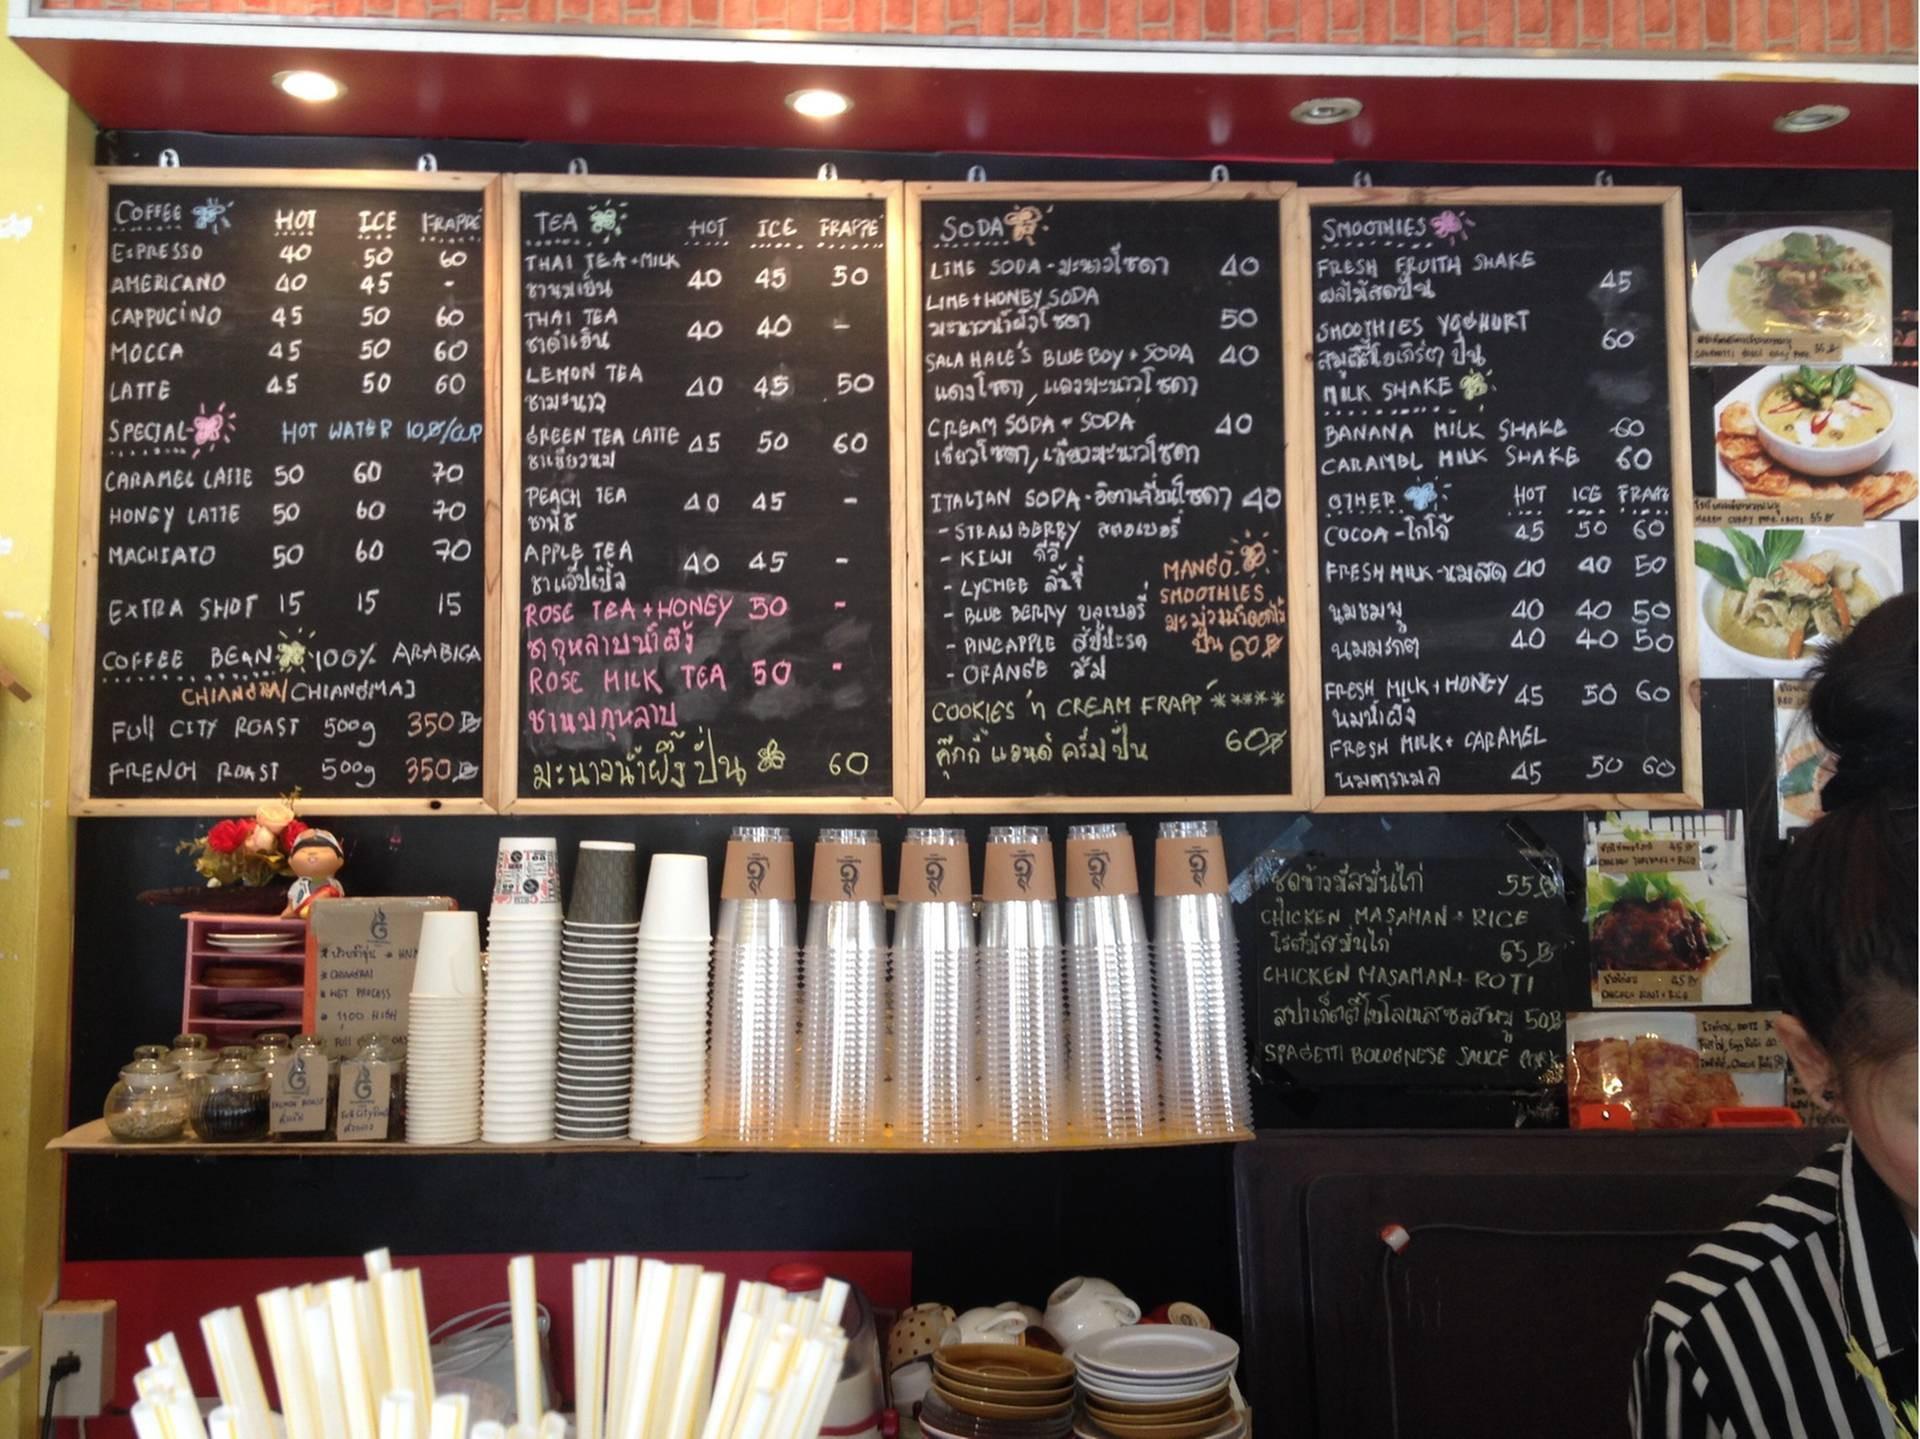 COFFEE HOT ICE FRAPPÉ
ESPRESSO 40 50 60
AMERICANO 40 45 -
CAPPUCINO 45 50 60
MOCCA 45 50 60
LATTE 45 50 60
SPECIAL- HOT WATER 10฿/CUP
CARAMEL LATTE 50 60 70
HONEY LATTE 50 60 70
MACHIATO 50 60 70
EXTRA SHOT 15 15 15
COFFEE BEAN 100% ARABICA
CHIANGRAI/CHIANGMAI
Full CITY ROAST 500g 350฿
FRENCH ROAST 500g 350฿
TEA HOT ICE FRAPPÉ
THAI TEA+MILK 40 45 50
ชานมเย็น
THAI TEA 40 40 -
ชาดำเย็น
LEMON TEA 40 45 50
ชามะนาว
GREEN TEA LATTE 45 50 60
ชาเขียวนม
PEACH TEA 40 45 -
ชาพีช
APPLE TEA 40 45 -
ชาแอ๊ปเปิ้ล
ROSE TEA+HONEY 50 -
ชากุหลาบน้ำผึ้ง
ROSE MILK TEA 50 -
ชานมกุหลาบ
มะนาวน้ำผึ้งปั่น 60
SODA
LIME SODA-มะนาวโซดา 40
LIME+HONEY SODA
มะนาวน้ำผึ้งโซดา 50
SALA HALE'S BLUE BOY+SODA 40
แดงโซดา, แดงมะนาวโซดา
CREAM SODA+SODA 40
เขียวโซดา, เขียวมะนาวโซดา
ITALIAN SODA-อิตาเลี่ยนโซดา 40
-STRAWBERRY สตอเบอรี่
-KIWI กีวี
-LYCHEE ลิ้นจี่
-BLUE BERRY บลูเบอรี่
-PINEAPPLE สัปปะรด
-ORANGE ส้ม
MANGO
SMOOTHIES
มะม่วงน้ำดอกไม้
ปั่น 60฿
COOKIES 'n CREAM FRAPP' ****
คุ๊กกี้ แอนด์ ครีม ปั่น 60฿
SMOOTHIES
FRESH FRUITH SHAKE 45
ผลไม้สดปั่น
SMOOTHIES YOGHURT 60
สมูตตี้โยเกิร์ต ปั่น
MILK SHAKE
BANANA MILK SHAKE 60
CARAMEL MILK SHAKE 60
OTHER HOT ICE FRAPPE
COCOA-โกโก้ 45 50 60
FRESH MILK-นมสด 40 40 50
นมชมพู 40 40 50
นมมรกต 40 40 50
FRESH MILK+HONEY 45 50 60
นมน้ำผึ้ง
FRESH MILK+CARAMEL
นมคาราเมล 45 50 60
ชุดข้าวมัสมั่นไก่ 55฿
CHICKEN MASAMAN+RICE
โรตีมัสมั่นไก่ 65฿
CHICKEN MASAMAN+ROTI
สปาเก็ตตี้โบโลเนสซอสหมู 50฿
SPAGETTI BOLOGNESE SAUCE PORK
CHIANGRAI
WET PROCESS
1100 HIGH
Full City Roast